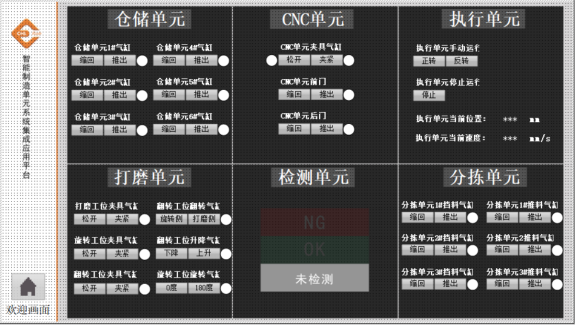 智能制造单元系统集成应用平台
欢迎画面
仓储单元
仓储单元1#气缸 仓储单元4#气缸
缩回 推出 缩回 推出
仓储单元2#气缸 仓储单元5#气缸
缩回 推出 缩回 推出
仓储单元3#气缸 仓储单元6#气缸
缩回 推出 缩回 推出
CNC单元
CNC单元夹具气缸
松开 夹紧
CNC单元前门
缩回 推出
CNC单元后门
缩回 推出
执行单元
执行单元手动运行
正转 反转
执行单元停止运行
停止
执行单元当前位置: *** mm
执行单元当前速度: *** mm/s
打磨单元
打磨工位夹具气缸 翻转工位翻转气缸
松开 夹紧 旋转侧 打磨侧
旋转工位夹具气缸 翻转工位升降气缸
松开 夹紧 下降 上升
翻转工位夹具气缸 旋转工位旋转气缸
松开 夹紧 0度 180度
检测单元
NG
OK
未检测
分拣单元
分拣单元1#挡料气缸 分拣单元1#推料气缸
缩回 推出 缩回 推出
分拣单元2#挡料气缸 分拣单元2推料气缸
缩回 推出 缩回 推出
分拣单元3#挡料气缸 分拣单元3#推料气缸
缩回 推出 缩回 推出